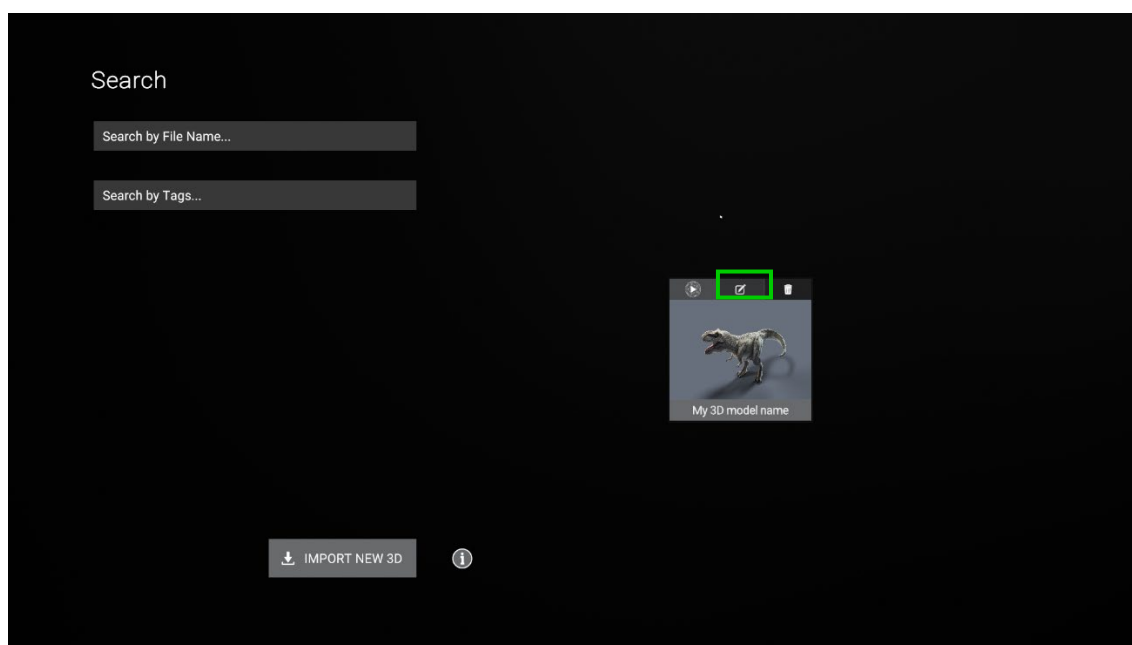 Search
Search by File Name...
Search by Tags...
My 3D model name
IMPORT NEW 3D